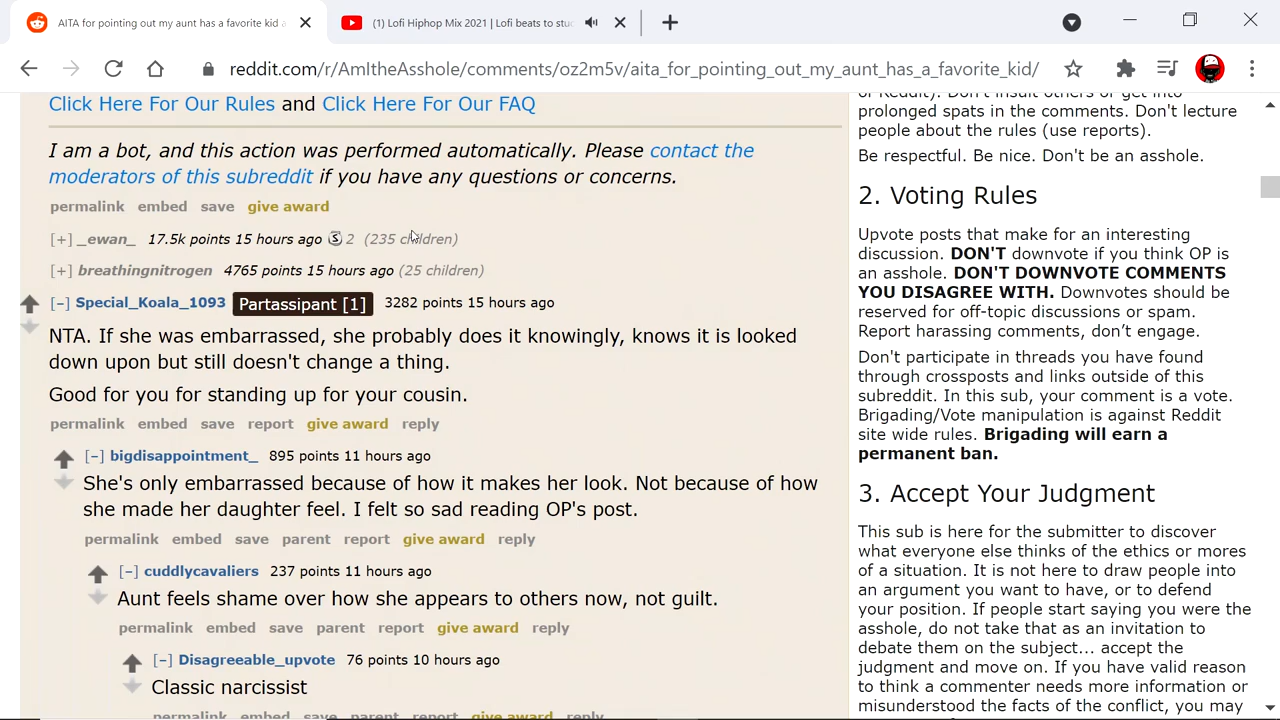 AITA for pointing out my aunt has a favorite kid
(1) Lofi Hiphop Mix 2021 | Lofi beats to stu
reddit.com/r/AmItheAsshole/comments/oz2m5v/aita_for_pointing_out_my_aunt_has_a_favorite_kid/
Click Here For Our Rules and Click Here For Our FAQ
I am a bot, and this action was performed automatically. Please contact the
moderators of this subreddit if you have any questions or concerns.
permalink embed save give award
[+] _ewan_ 17.5k points 15 hours ago S 2 (235 children)
[+] breathingnitrogen 4765 points 15 hours ago (25 children)
[–] Special_Koala_1093 Partassipant [1] 3282 points 15 hours ago
NTA. If she was embarrassed, she probably does it knowingly, knows it is looked
down upon but still doesn't change a thing.
Good for you for standing up for your cousin.
permalink embed save report give award reply
[–] bigdisappointment_ 895 points 11 hours ago
She's only embarrassed because of how it makes her look. Not because of how
she made her daughter feel. I felt so sad reading OP's post.
permalink embed save parent report give award reply
[–] cuddlycavaliers 237 points 11 hours ago
Aunt feels shame over how she appears to others now, not guilt.
permalink embed save parent report give award reply
[–] Disagreeable_upvote 76 points 10 hours ago
Classic narcissist
permalink embed save parent report give award reply
or Reddit). Don't insult others or get into
prolonged spats in the comments. Don't lecture
people about the rules (use reports).
Be respectful. Be nice. Don't be an asshole.
2. Voting Rules
Upvote posts that make for an interesting
discussion. DON'T downvote if you think OP is
an asshole. DON'T DOWNVOTE COMMENTS
YOU DISAGREE WITH. Downvotes should be
reserved for off-topic discussions or spam.
Report harassing comments, don’t engage.
Don't participate in threads you have found
through crossposts and links outside of this
subreddit. In this sub, your comment is a vote.
Brigading/Vote manipulation is against Reddit
site wide rules. Brigading will earn a
permanent ban.
3. Accept Your Judgment
This sub is here for the submitter to discover
what everyone else thinks of the ethics or mores
of a situation. It is not here to draw people into
an argument you want to have, or to defend
your position. If people start saying you were the
asshole, do not take that as an invitation to
debate them on the subject... accept the
judgment and move on. If you have valid reason
to think a commenter needs more information or
misunderstood the facts of the conflict, you may